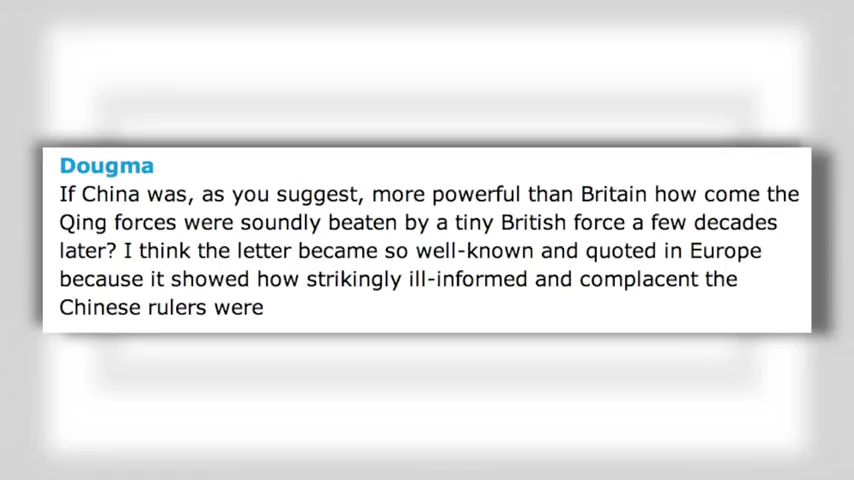 Dougma
If China was, as you suggest, more powerful than Britain how come the
Qing forces were soundly beaten by a tiny British force a few decades
later? I think the letter became so well-known and quoted in Europe
because it showed how strikingly ill-informed and complacent the
Chinese rulers were